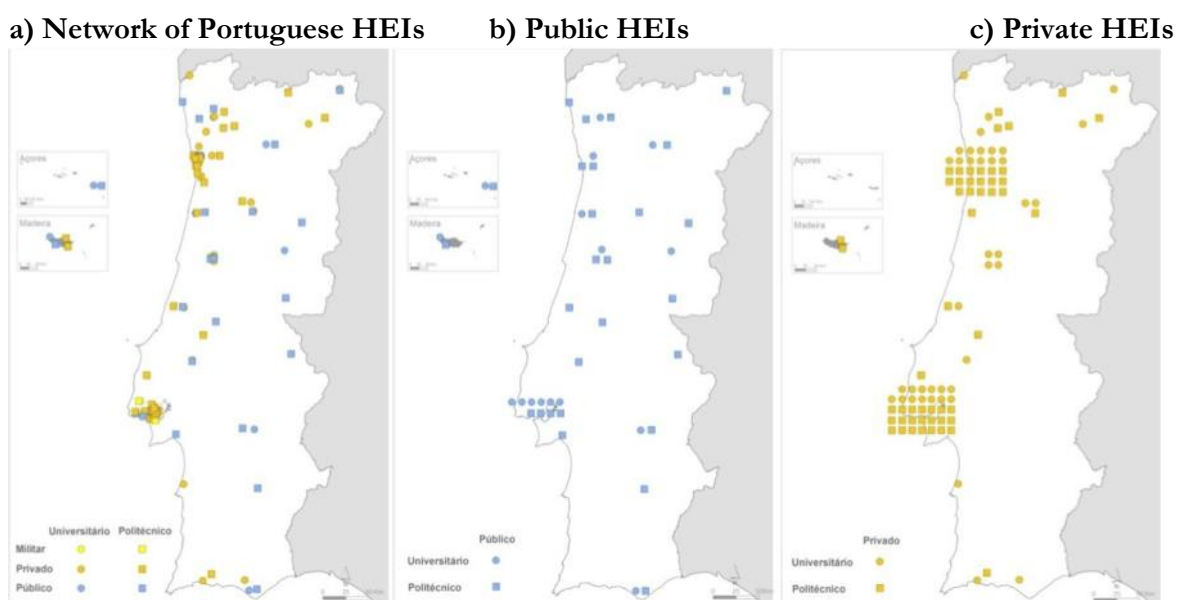 a) Network of Portuguese HEIs
b) Public HEIs
c) Private HEIs
Açores
Madeira
Universitário Politécnico
Militar
Privado
Público
Açores
Madeira
Público
Universitário
Politécnico
Açores
Madeira
Privado
Universitário
Politécnico